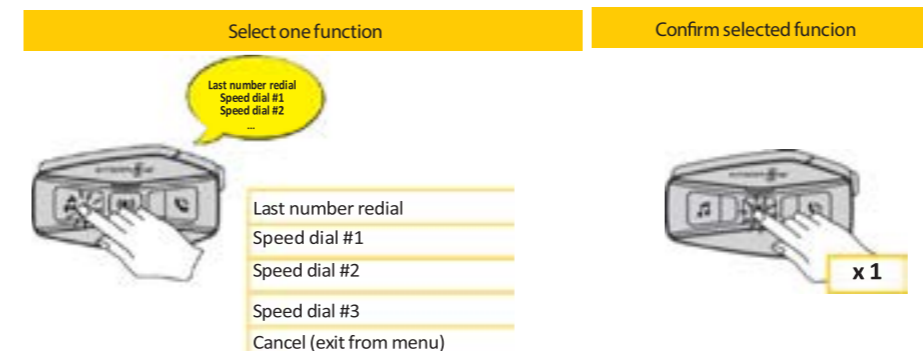 Select one function
Confirm selected funcion
Last number redial
Speed dial #1
Speed dial #2
...
Last number redial
Speed dial #1
Speed dial #2
Speed dial #3
Cancel (exit from menu)
x 1